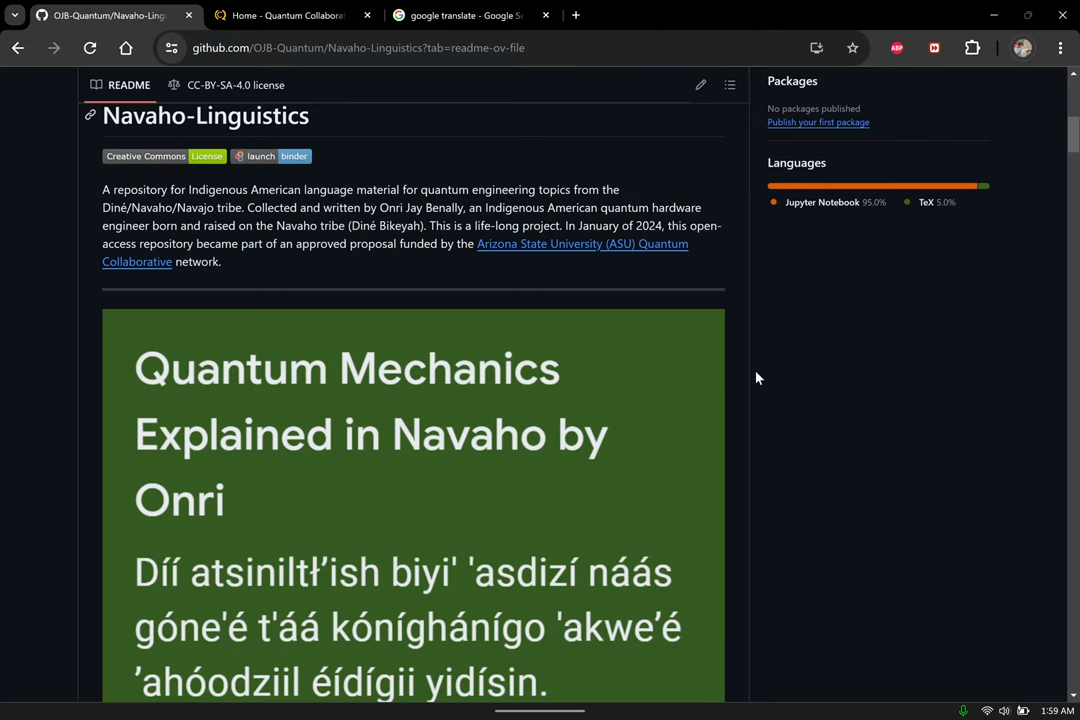 OJB-Quantum/Navaho-Ling
Home - Quantum Collabora
google translate - Google Se
github.com/OJB-Quantum/Navaho-Linguistics?tab=readme-ov-file
ABP
README
CC-BY-SA-4.0 license
Navaho-Linguistics
Creative Commons License
launch binder
A repository for Indigenous American language material for quantum engineering topics from the
Diné/Navaho/Navajo tribe. Collected and written by Onri Jay Benally, an Indigenous American quantum hardware
engineer born and raised on the Navaho tribe (Diné Bikeyah). This is a life-long project. In January of 2024, this open-
access repository became part of an approved proposal funded by the Arizona State University (ASU) Quantum
Collaborative network.
Quantum Mechanics
Explained in Navaho by
Onri
Díí atsiniltł’ish biyi' 'asdizí náás
góne'é t'áá kóníghánígo 'akwe’é
’ahóodziil éídígii yidísin.
Packages
No packages published
Publish your first package
Languages
Jupyter Notebook 95.0%
TeX 5.0%
1:59 AM